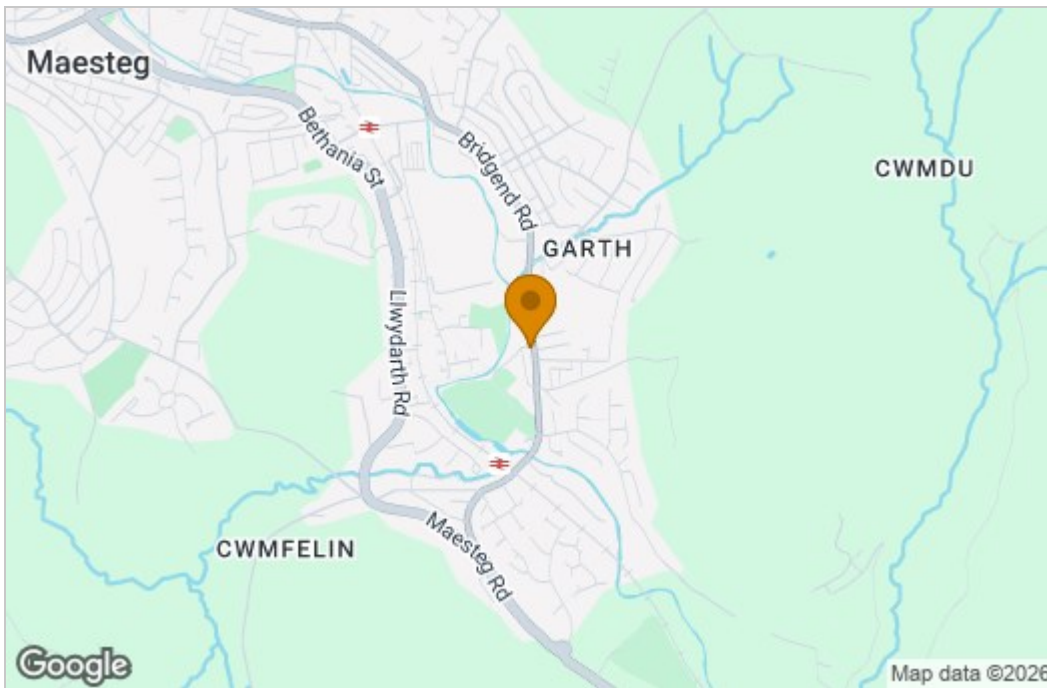 Maesteg
Bethania St
Bridgend Rd
CWMDU
GARTH
Llwydarth Rd
CWMFELIN
Maesteg Rd
Google
Map data ©2026